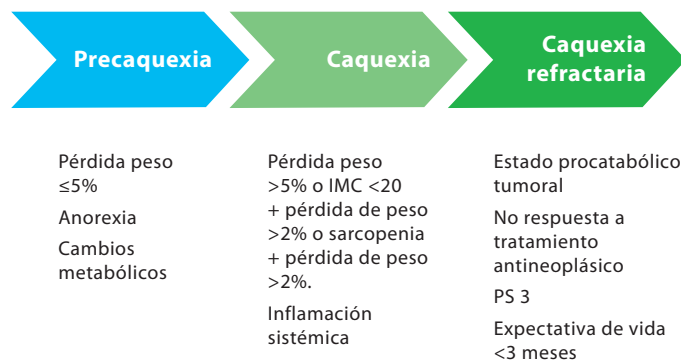 Precaquexia
Caquexia
Caquexia
refractaria
Pérdida peso
≤5%
Anorexia
Cambios
metabólicos
Pérdida peso
>5% o IMC <20
+ pérdida de peso
>2% o sarcopenia
+ pérdida de peso
>2%.
Inflamación
sistémica
Estado procatabólico
tumoral
No respuesta a
tratamiento
antineoplásico
PS 3
Expectativa de vida
<3 meses